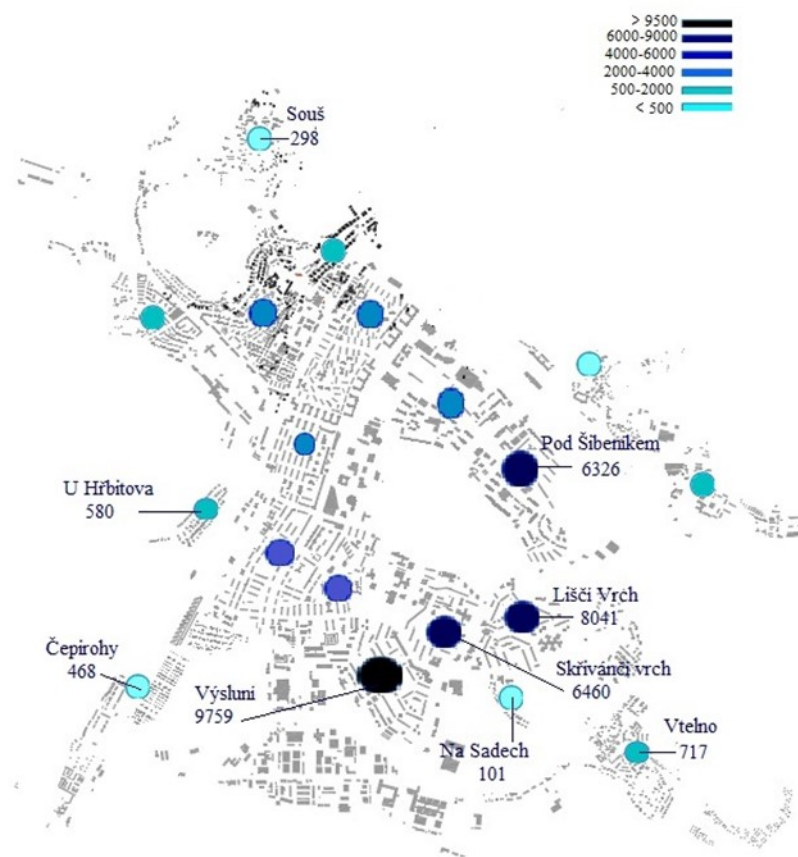 > 9500
6000-9000
4000-6000
2000-4000
500-2000
< 500
Souš
298
Pod Šibeníkem
6326
U Hřbitova
580
Lišči Vrch
8041
Čepirohy
468
Skřivánčí vrch
6460
Výsluní
9759
Vtelno
717
Na Sadech
101